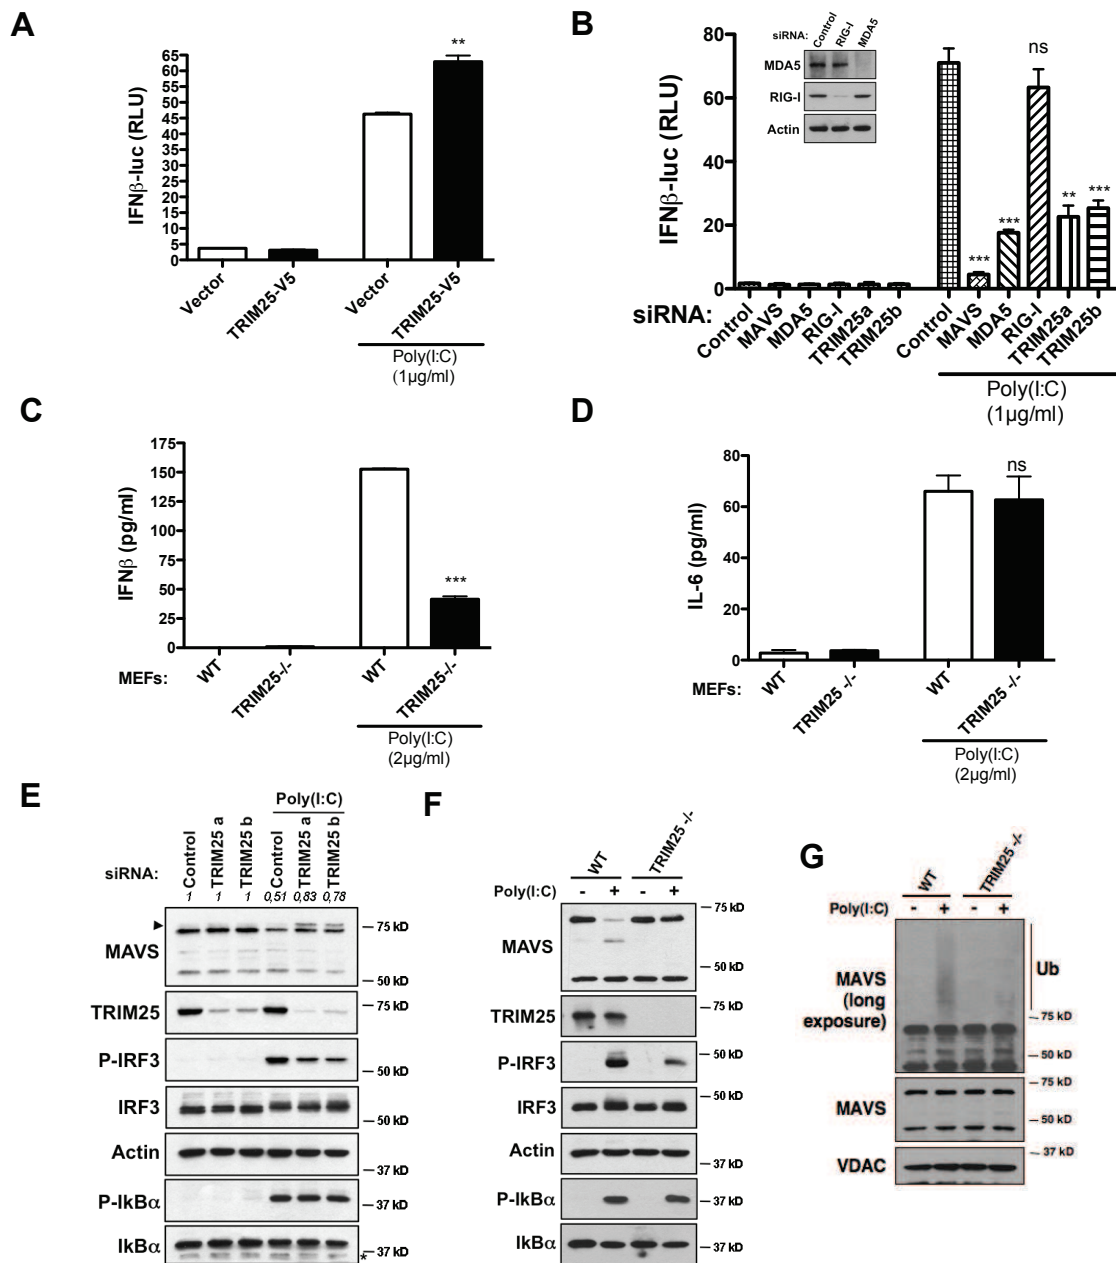 A
IFNβ-luc (RLU)
65
60
55
50
45
40
35
30
25
20
15
10
5
0
**
Vector
TRIM25-V5
Vector
TRIM25-V5
Poly(I:C)
(1µg/ml)
B
IFNβ-luc (RLU)
80
60
40
20
0
siRNA:
Control
RIG-I
MDA5
MDA5
RIG-I
Actin
***
***
ns
**
***
siRNA:
Control
MAVS
MDA5
RIG-I
TRIM25a
TRIM25b
Control
MAVS
MDA5
RIG-I
TRIM25a
TRIM25b
Poly(I:C)
(1µg/ml)
C
IFNβ (pg/ml)
175
150
125
100
75
50
25
0
***
MEFs:
WT
TRIM25-/-
WT
TRIM25-/-
Poly(I:C)
(2µg/ml)
D
IL-6 (pg/ml)
80
60
40
20
0
ns
MEFs:
WT
TRIM25 -/-
WT
TRIM25 -/-
Poly(I:C)
(2µg/ml)
E
Poly(I:C)
siRNA:
Control
TRIM25 a
TRIM25 b
Control
TRIM25 a
TRIM25 b
1 1 1 0,51 0,83 0,78
MAVS
75 kD
50 kD
TRIM25
75 kD
P-IRF3
50 kD
IRF3
50 kD
Actin
37 kD
P-IkBα
37 kD
IkBα
37 kD
*
F
WT
TRIM25 -/-
Poly(I:C) - + - +
MAVS
75 kD
50 kD
TRIM25
75 kD
P-IRF3
50 kD
IRF3
50 kD
Actin
37 kD
P-IkBα
37 kD
IkBα
37 kD
G
WT
TRIM25 -/-
Poly(I:C) - + - +
MAVS
(long
exposure)
Ub
75 kD
50 kD
MAVS
75 kD
50 kD
VDAC
37 kD